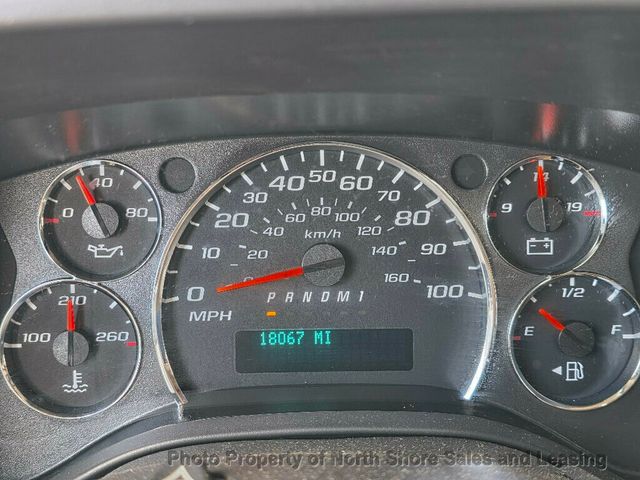 0 40 80
100 210 260
0 10 20 30 40 50 60 70 80 90 100
20 40 60 80 100 120 140 160
km/h
MPH
P R N D M 1
18067 MI
9 14 19
E 1/2 F
Photo Property of North Shore Sales and Leasing